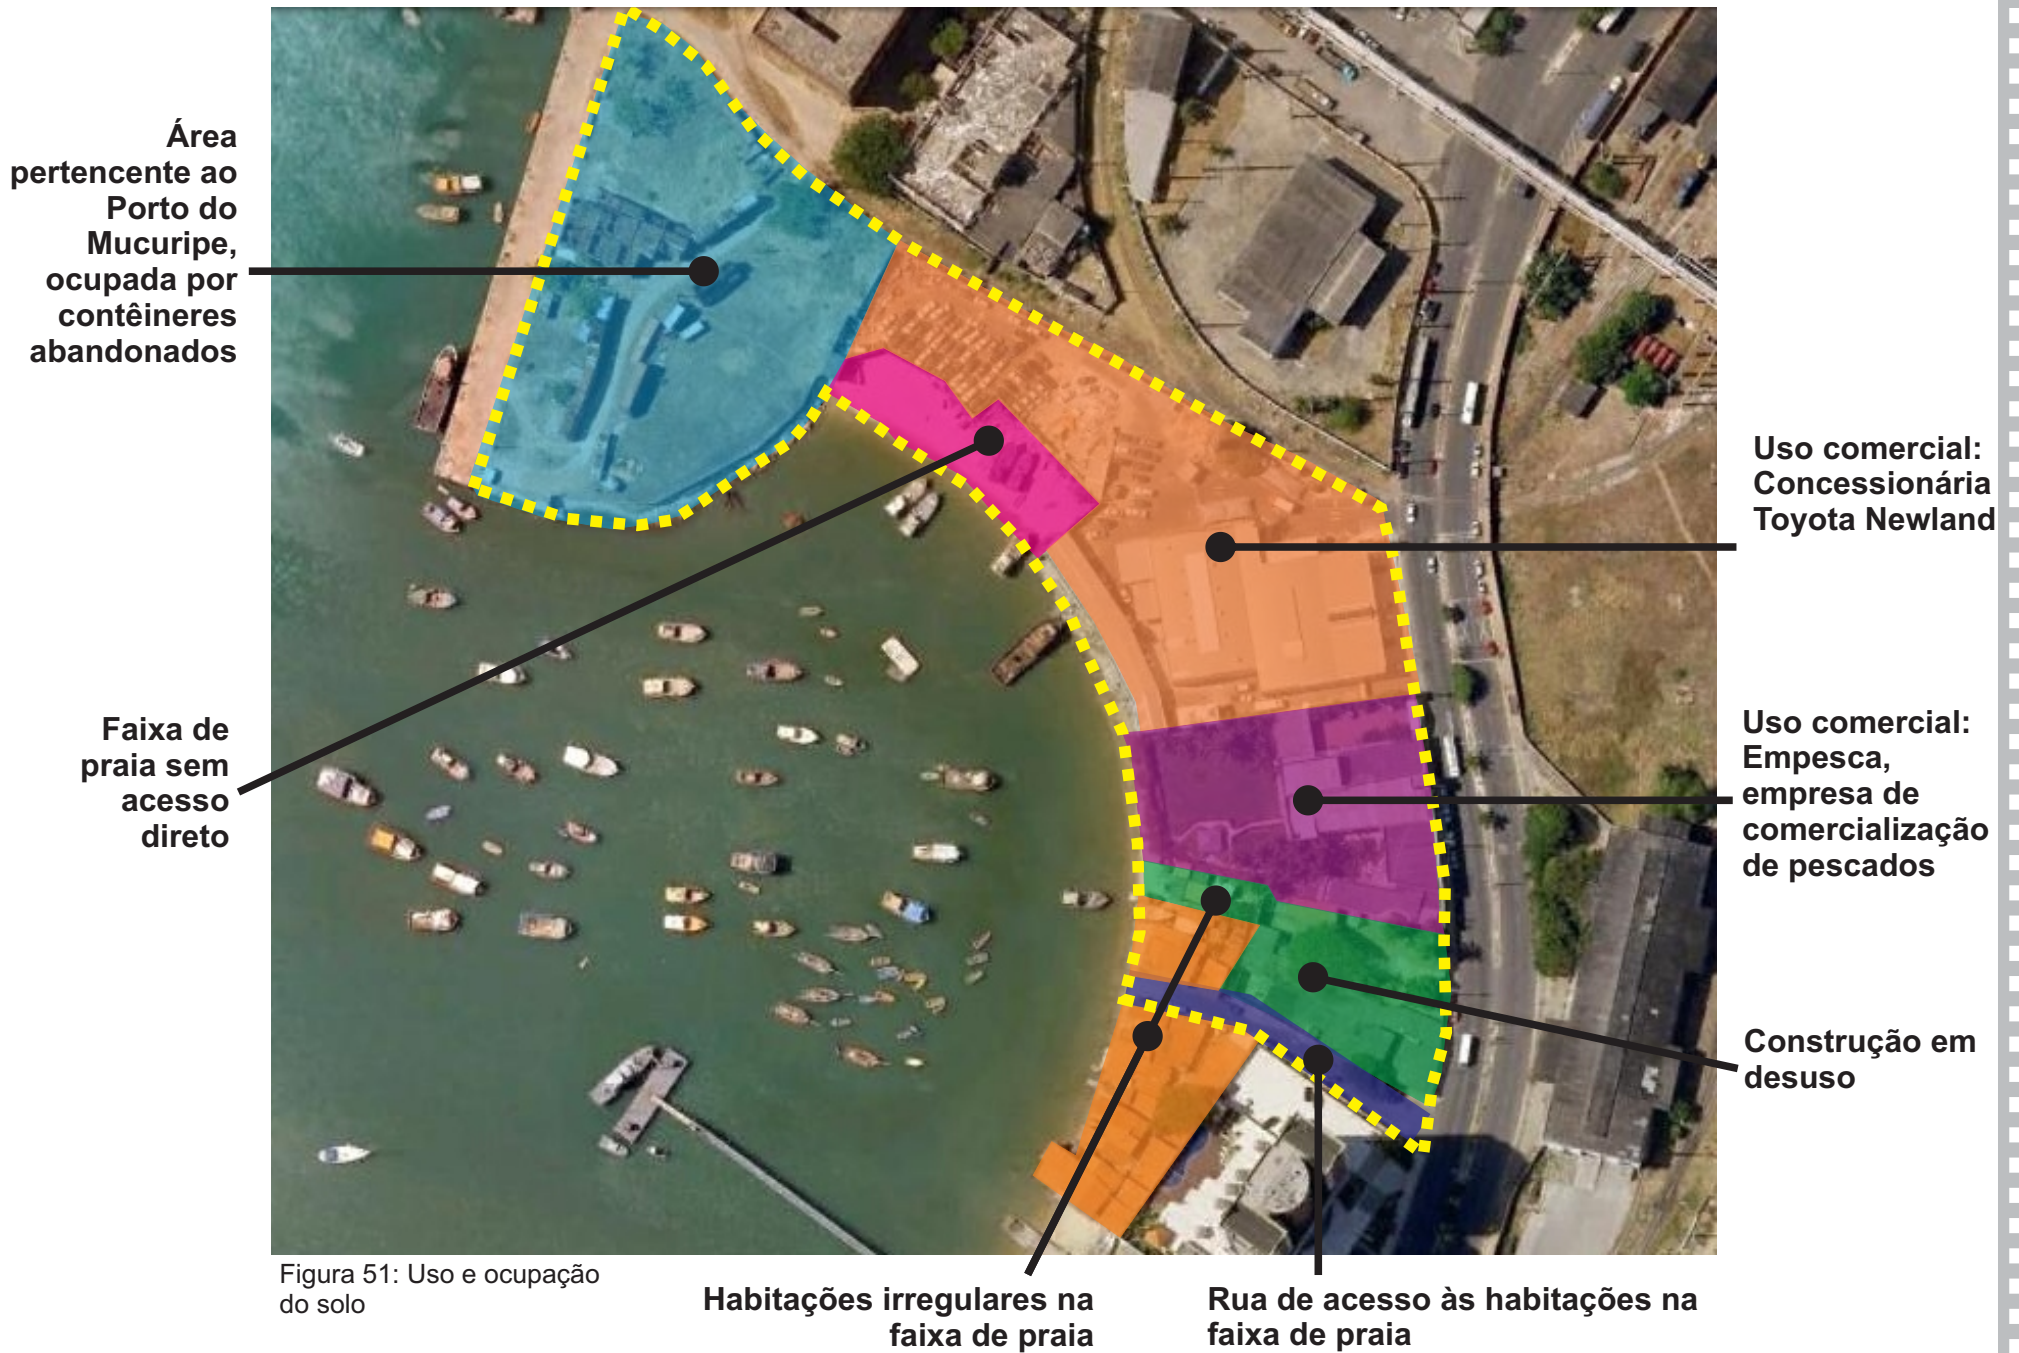 Área
pertencente ao
Porto do
Mucuripe,
ocupada por
contêineres
abandonados
Uso comercial:
Concessionária
Toyota Newland
Faixa de
praia sem
acesso
direto
Uso comercial:
Empesca,
empresa de
comercialização
de pescados
Construção em
desuso
Figura 51: Uso e ocupação
do solo
Habitações irregulares na
faixa de praia
Rua de acesso às habitações na
faixa de praia